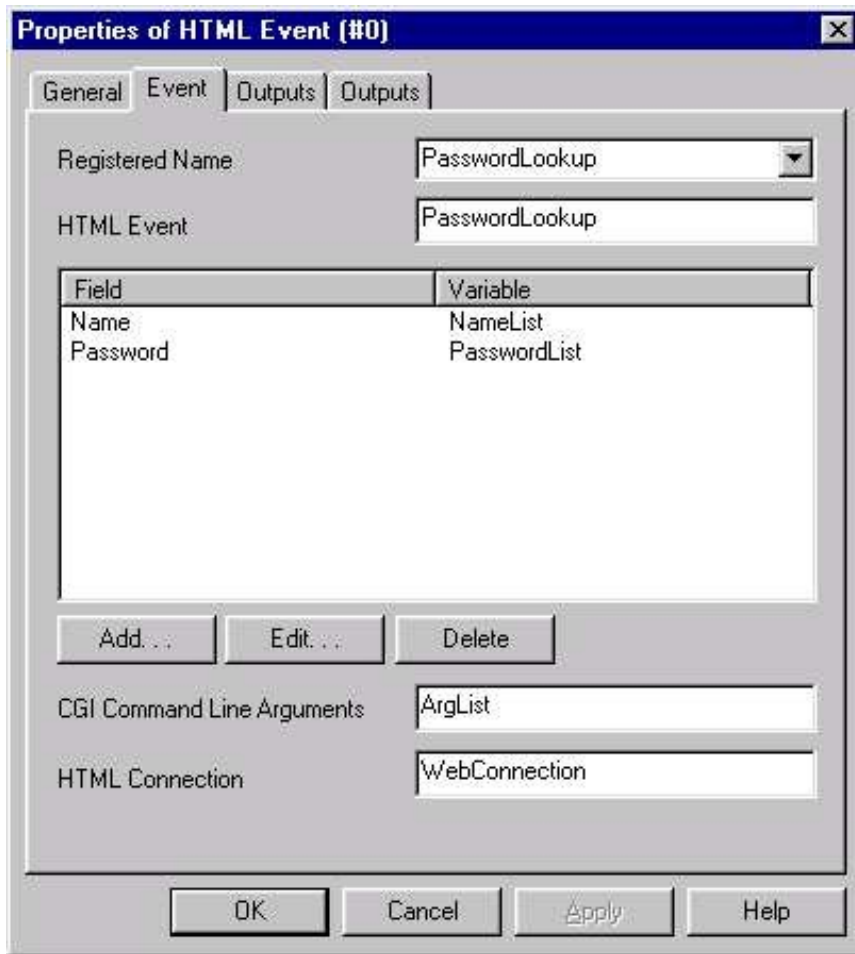 Properties of HTML Event (#0)
General Event Outputs Outputs
Registered Name PasswordLookup
HTML Event PasswordLookup
Field Variable
Name NameList
Password PasswordList
Add. . . Edit. . . Delete
CGI Command Line Arguments ArgList
HTML Connection WebConnection
OK Cancel Apply Help